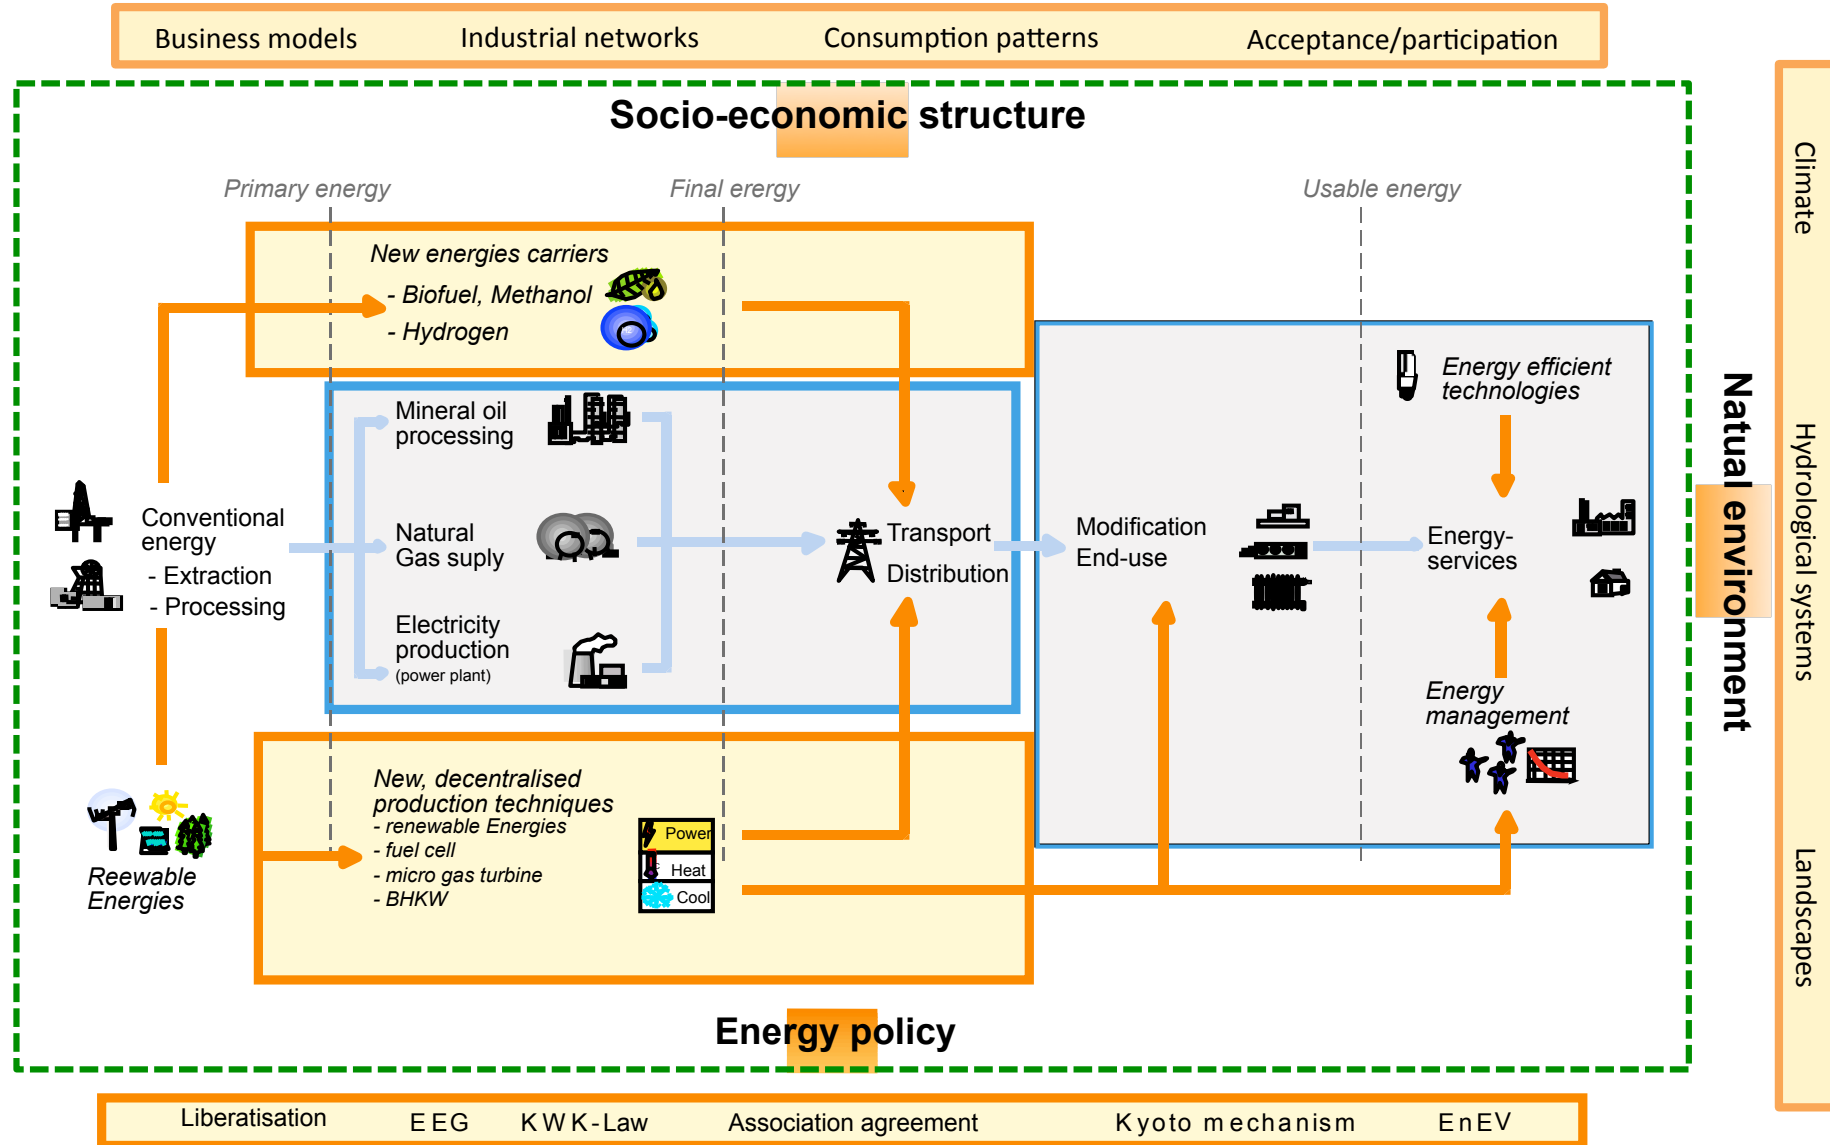 Business models Industrial networks Consumption patterns Acceptance/participation
Socio-economic structure
Primary energy Final erergy Usable energy
New energies carriers
- Biofuel, Methanol
- Hydrogen
Mineral oil
processing
Natural
Gas suply
Electricity
production
(power plant)
Conventional
energy
- Extraction
- Processing
Transport
Distribution
Modification
End-use
Energy efficient
technologies
Energy-
services
Energy
management
Reewable
Energies
New, decentralised
production techniques
- renewable Energies
- fuel cell
- micro gas turbine
- BHKW
Power
Heat
Cool
Energy policy
Natual environment
Climate
Hydrological systems
Landscapes
Liberatisation EEG KWK-Law Association agreement Kyoto mechanism EnEV